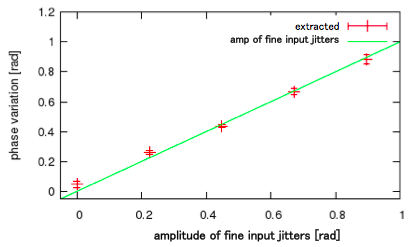 1.2
1
0.8
0.6
0.4
0.2
0
phase variation [rad]
extracted
amp of fine input jitters
0 0.2 0.4 0.6 0.8 1
amplitude of fine input jitters [rad]